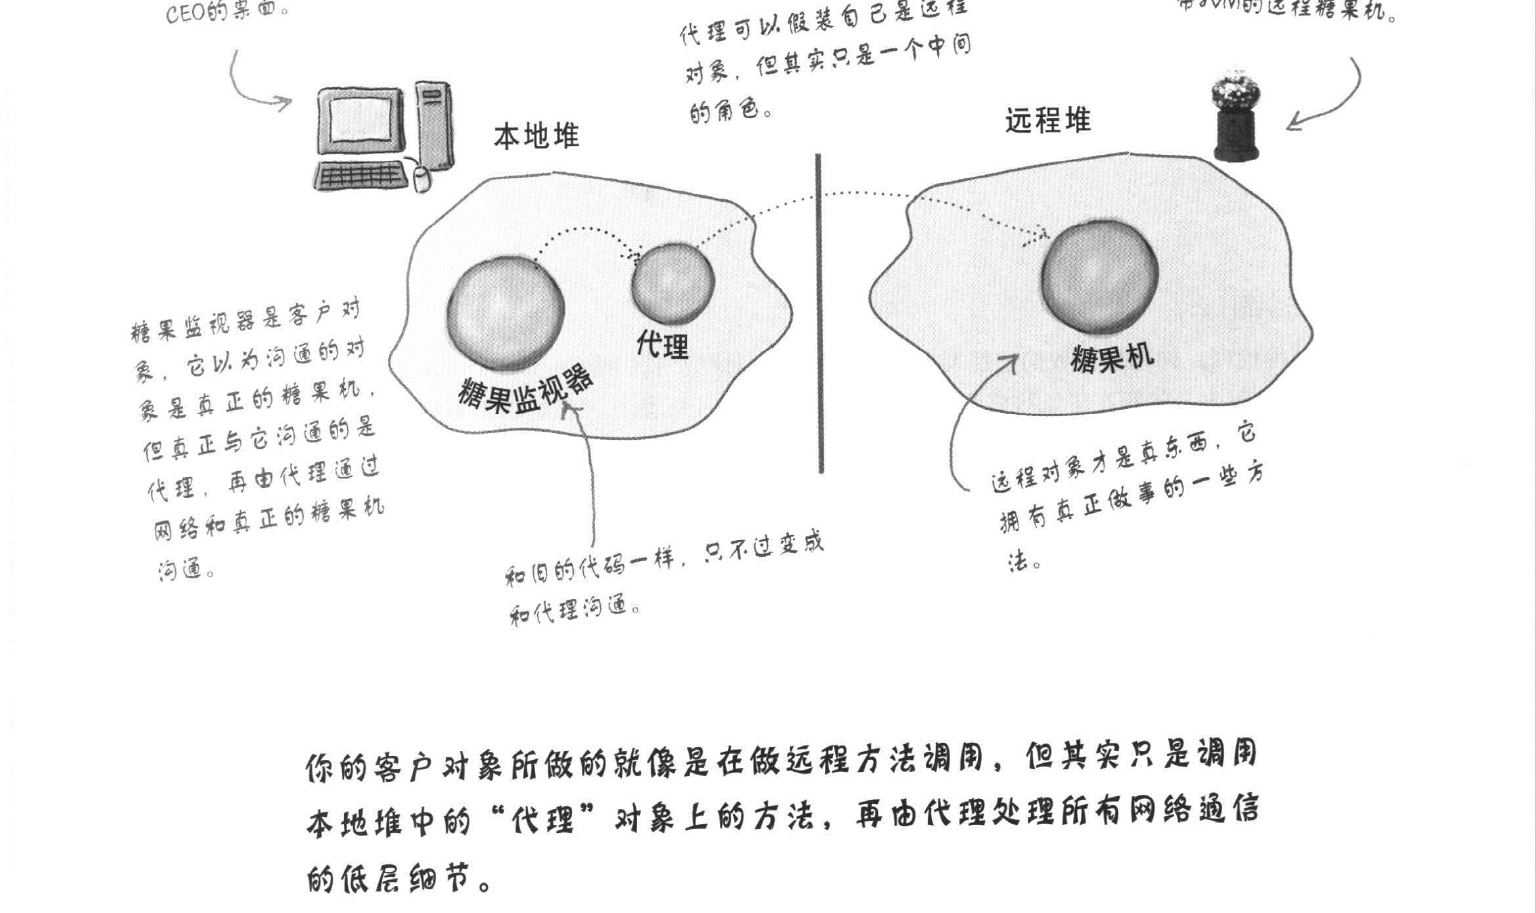 CEO的桌面。
代理可以假装自己是远程
对象，但其实只是一个中间
的角色。
带JVM的远程糖果机。
本地堆
远程堆
代理
糖果监视器
糖果机
糖果监视器是客户对
象，它以为沟通的对
象是真正的糖果机，
但真正与它沟通的是
代理，再由代理通过
网络和真正的糖果机
沟通。
和旧的代码一样，只不过变成
和代理沟通。
远程对象才是真东西，它
拥有真正做事的一些方
法。
你的客户对象所做的就像是在做远程方法调用，但其实只是调用
本地堆中的“代理”对象上的方法，再由代理处理所有网络通信
的低层细节。